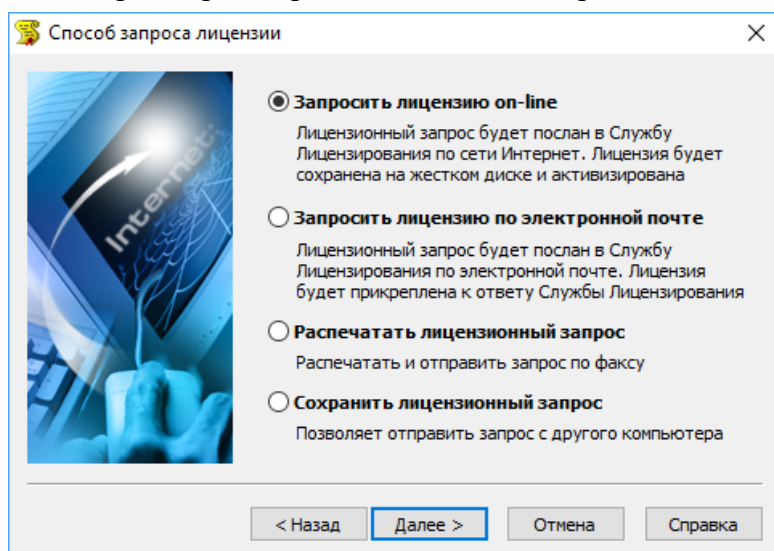 Способ запроса лицензии
Internet:
Запросить лицензию on-line
Лицензионный запрос будет послан в Службу
Лицензирования по сети Интернет. Лицензия будет
сохранена на жестком диске и активизирована
Запросить лицензию по электронной почте
Лицензионный запрос будет послан в Службу
Лицензирования по электронной почте. Лицензия
будет прикреплена к ответу Службы Лицензирования
Распечатать лицензионный запрос
Распечатать и отправить запрос по факсу
Сохранить лицензионный запрос
Позволяет отправить запрос с другого компьютера
< Назад Далее > Отмена Справка